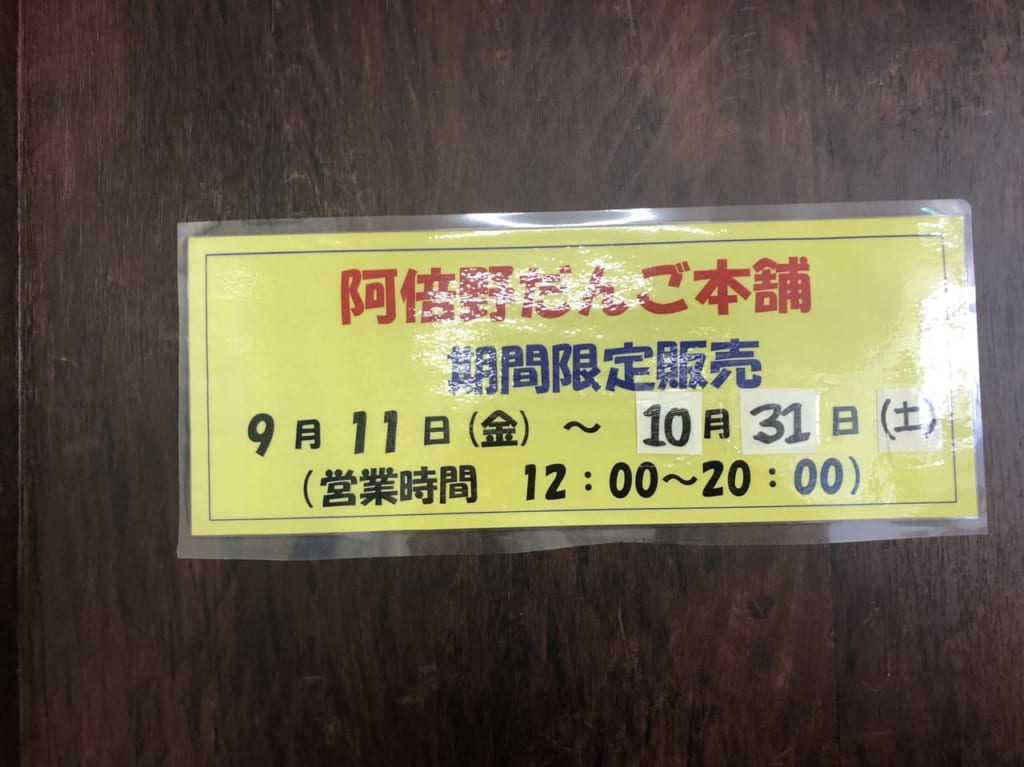 阿倍野だんご本舗
期間限定販売
9月11日(金)～10月31日(土)
(営業時間 12：00～20：00)